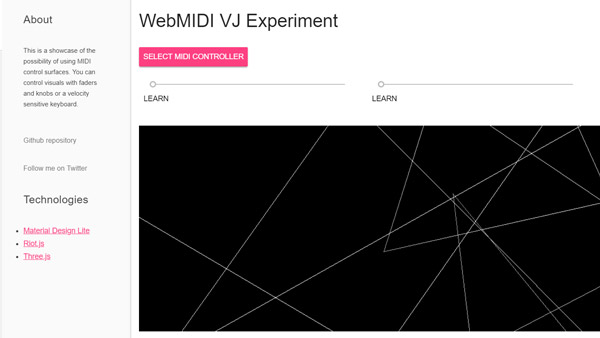 About
This is a showcase of the
possibility of using MIDI
control surfaces. You can
control visuals with faders
and knobs or a velocity
sensitive keyboard.
Github repository
Follow me on Twitter
Technologies
Material Design Lite
Riot.js
Three.js
WebMIDI VJ Experiment
SELECT MIDI CONTROLLER
LEARN
LEARN